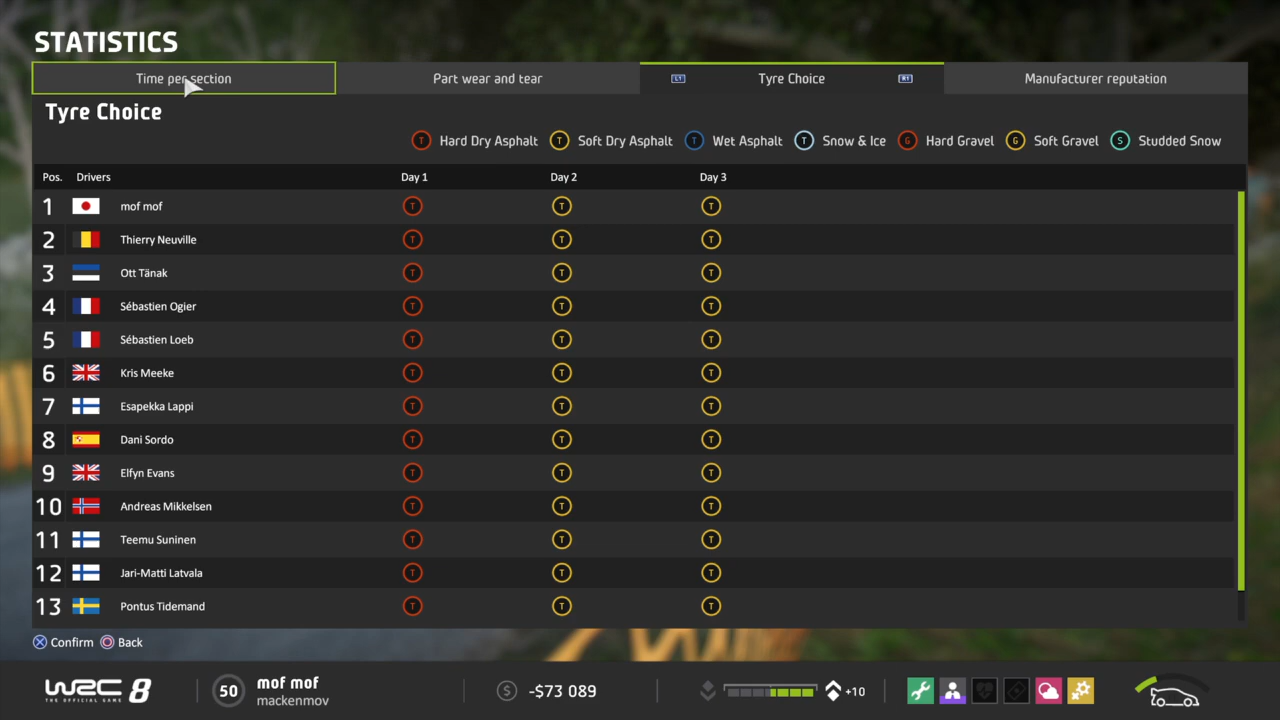 STATISTICS
Time per section Part wear and tear L1 Tyre Choice R1 Manufacturer reputation
Tyre Choice
T Hard Dry Asphalt T Soft Dry Asphalt T Wet Asphalt T Snow & Ice G Hard Gravel G Soft Gravel S Studded Snow
Pos. Drivers Day 1 Day 2 Day 3
1 mof mof T T T
2 Thierry Neuville T T T
3 Ott Tänak T T T
4 Sébastien Ogier T T T
5 Sébastien Loeb T T T
6 Kris Meeke T T T
7 Esapekka Lappi T T T
8 Dani Sordo T T T
9 Elfyn Evans T T T
10 Andreas Mikkelsen T T T
11 Teemu Suninen T T T
12 Jari-Matti Latvala T T T
13 Pontus Tidemand T T T
Confirm Back
WRC 8 50 mof mof $ -$73 089 +10
THE OFFICIAL GAME mackenmov